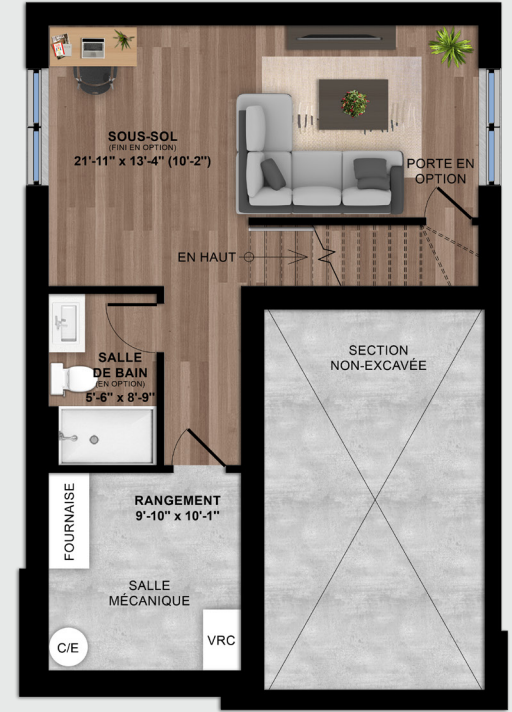 SOUS-SOL
(FINI EN OPTION)
21'-11" x 13'-4" (10'-2")
PORTE EN
OPTION
EN HAUT
SALLE
DE BAIN
(EN OPTION)
5'-6" x 8'-9"
SECTION
NON-EXCAVÉE
RANGEMENT
9'-10" x 10'-1"
FOURNAISE
SALLE
MÉCANIQUE
C/E
VRC